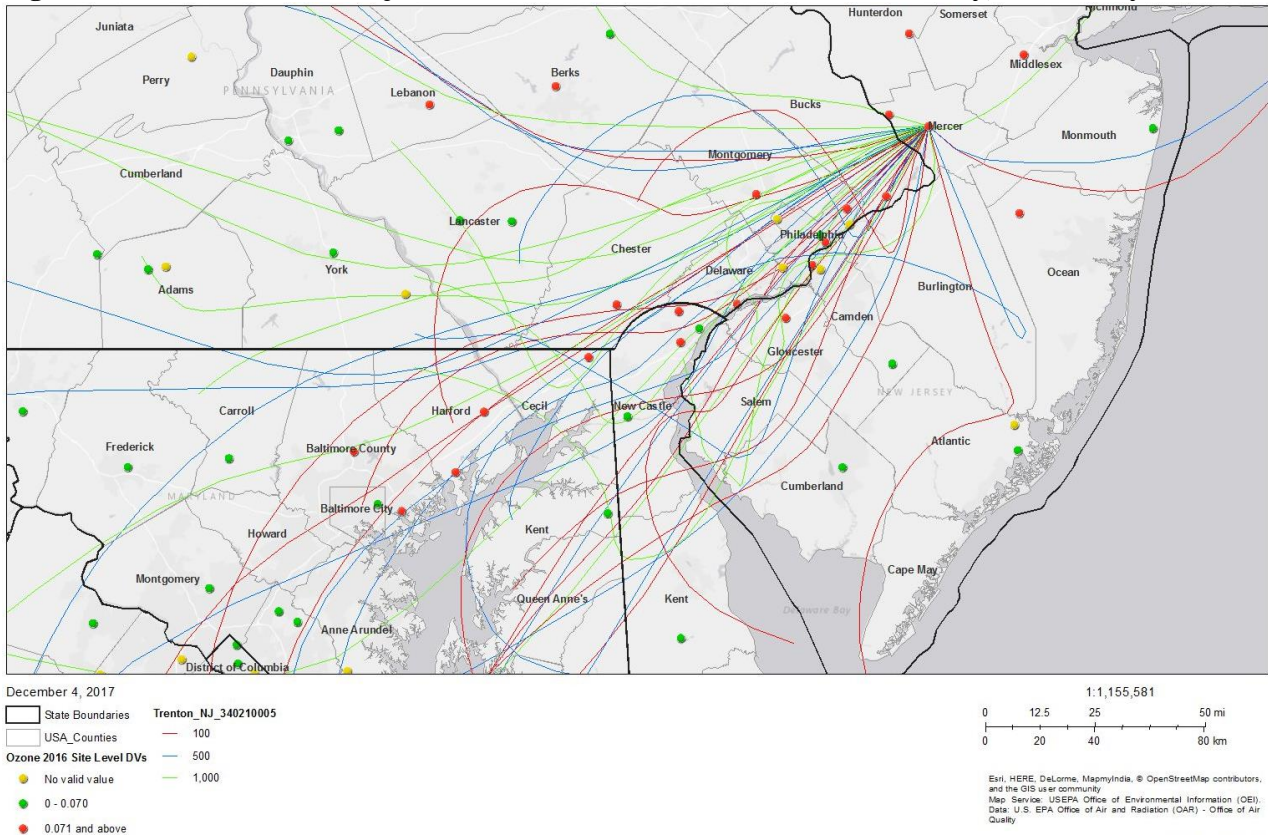 Juniata
Hunterdon
Somerset
Richmond
Perry
Dauphin
PENNSYLVANIA
Lebanon
Berks
Middlesex
Bucks
Mercer
Monmouth
Cumberland
Montgomery
Lancaster
Philadelphia
York
Chester
Adams
Delaware
Burlington
Ocean
Camden
Gloucester
Carroll
Harford
Cecil
New Castle
Salem
NEW JERSEY
Frederick
Baltimore County
Atlantic
MARYLAND
Cumberland
Baltimore City
Howard
Kent
Montgomery
Cape May
Queen Anne's
Kent
Delaware Bay
Anne Arundel
District of Columbia
December 4, 2017
State Boundaries
USA_Counties
Ozone 2016 Site Level DVs
No valid value
0 - 0.070
0.071 and above
Trenton_NJ_340210005
100
500
1,000
1:1,155,581
0 12.5 25 50 mi
0 20 40 80 km
Esri, HERE, DeLorme, MapmyIndia, © OpenStreetMap contributors,
and the GIS user community
Map Service: USEPA Office of Environmental Information (OEI).
Data: U.S. EPA Office of Air and Radiation (OAR) - Office of Air
Quality